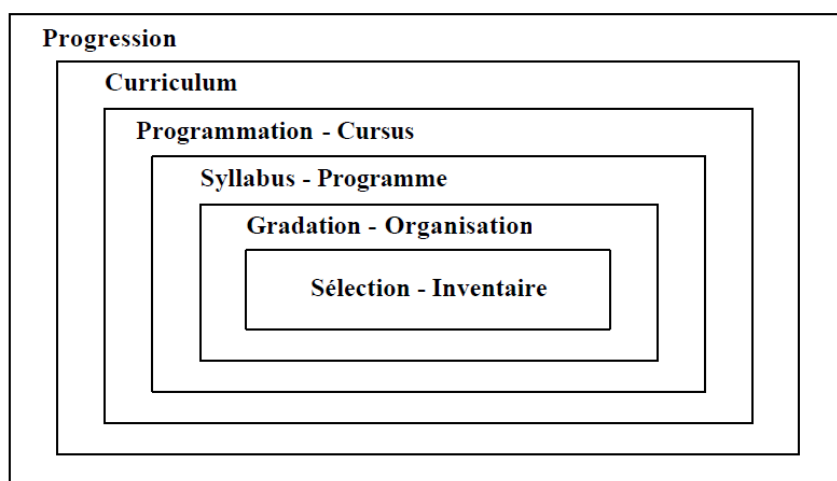 Progression
Curriculum
Programmation - Cursus
Syllabus - Programme
Gradation - Organisation
Sélection - Inventaire